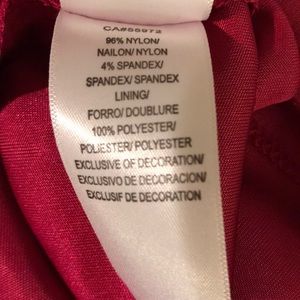 CA#55972
96% NYLON/
NAILON/ NYLON
4% SPANDEX/
SPANDEX/ SPANDEX
LINING/
FORRO/ DOUBLURE
100% POLYESTER/
POLIESTER/ POLYESTER
EXCLUSIVE OF DECORATION/
EXCLUSIVO DE DECORACION/
EXCLUSIF DE DECORATION